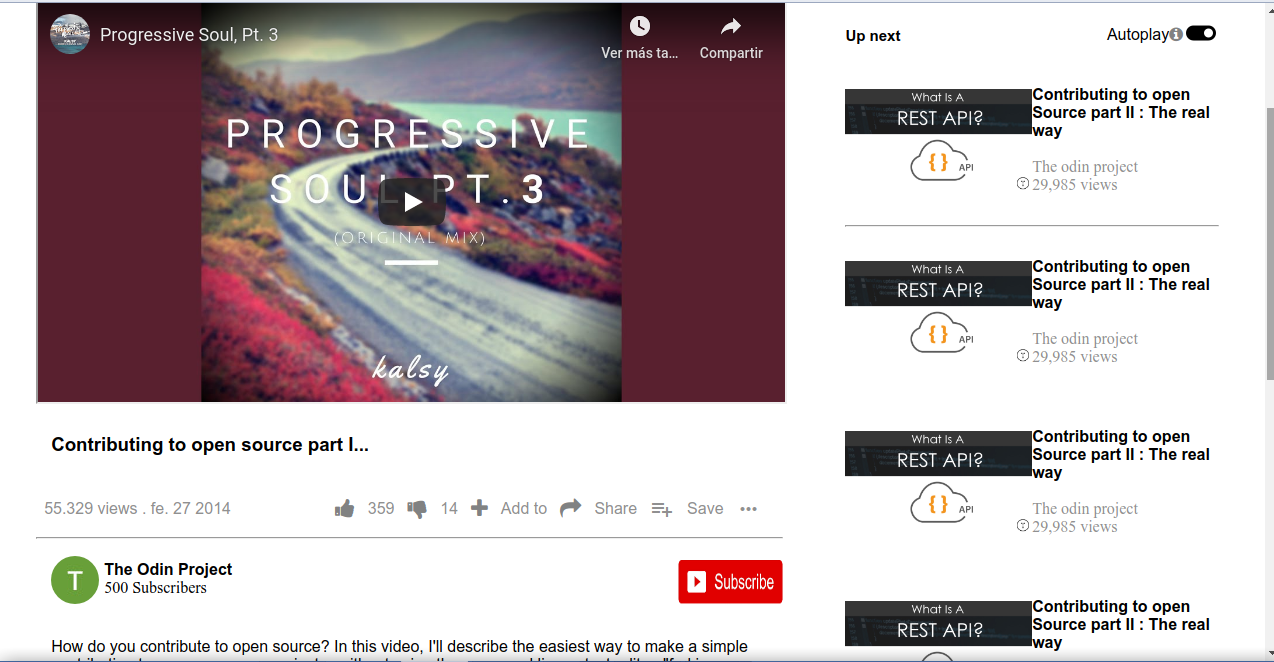 Progressive Soul, Pt. 3
Ver más ta...
Compartir
PROGRESSIVE
SOUL PT.3
(ORIGINAL MIX)
kalsy
Contributing to open source part I...
55.329 views . fe. 27 2014
359
14
Add to
Share
Save
T
The Odin Project
500 Subscribers
Subscribe
How do you contribute to open source? In this video, I'll describe the easiest way to make a simple
Up next
Autoplay
What Is A
REST API?
{ } API
Contributing to open
Source part II : The real
way
The odin project
29,985 views
What Is A
REST API?
{ } API
Contributing to open
Source part II : The real
way
The odin project
29,985 views
What Is A
REST API?
{ } API
Contributing to open
Source part II : The real
way
The odin project
29,985 views
What Is A
REST API?
Contributing to open
Source part II : The real
way